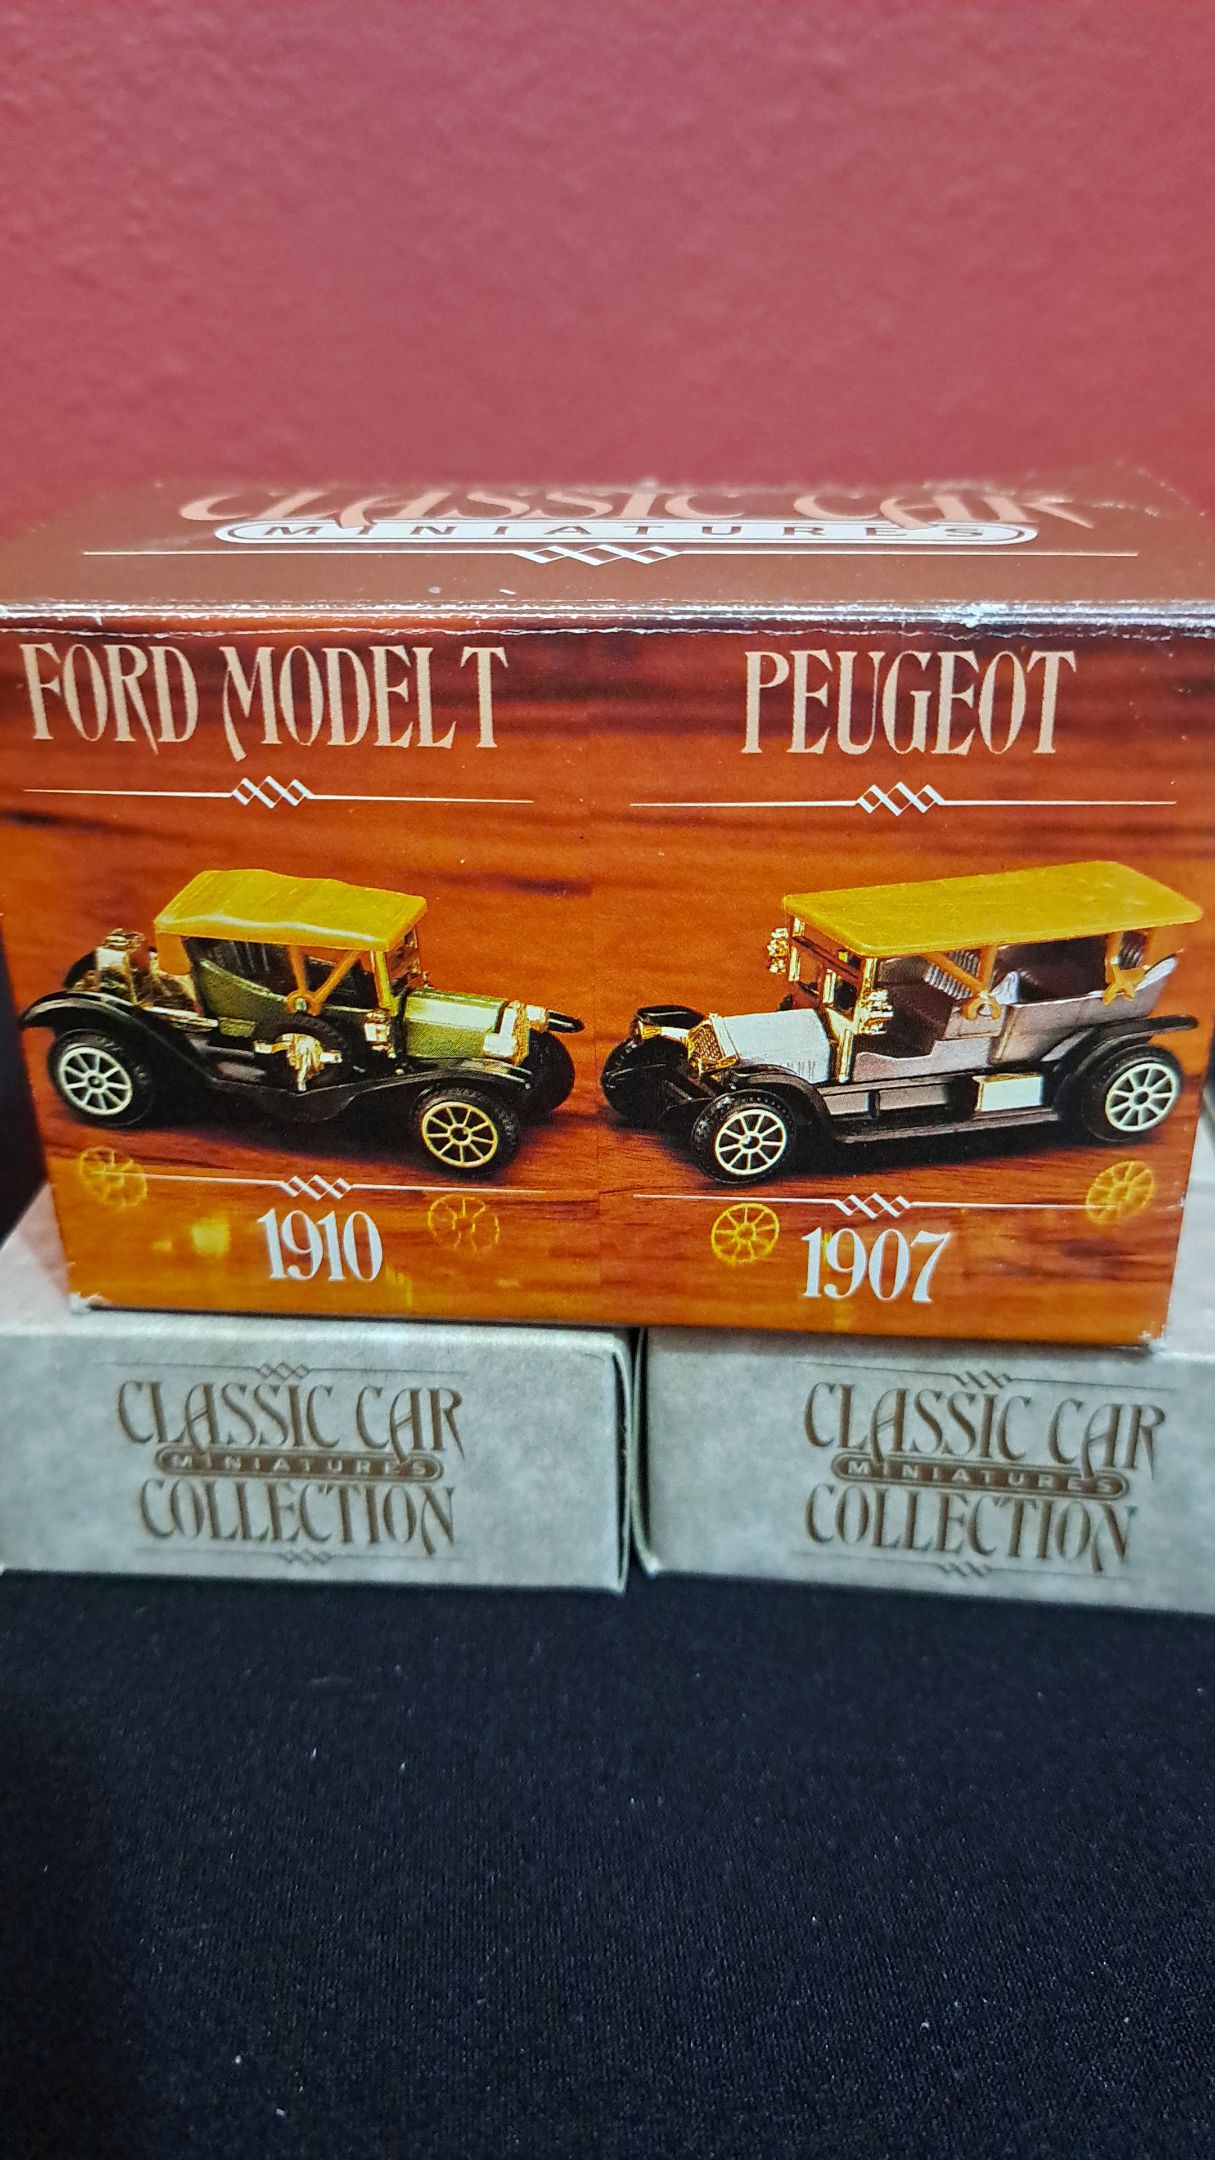 CLASSIC CAR
MINIATURES
FORD MODEL T
PEUGEOT
1910
1907
CLASSIC CAR
MINIATURES
COLLECTION
CLASSIC CAR
MINIATURES
COLLECTION